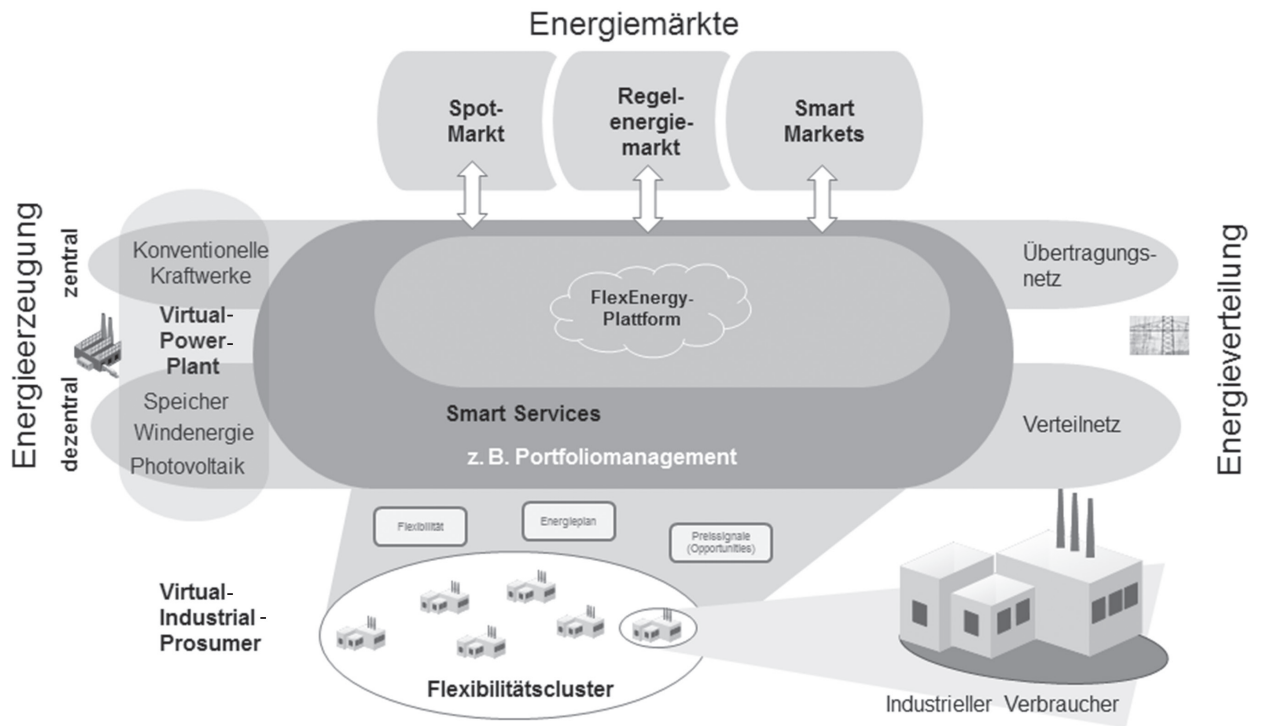 Energiemärkte
Spot-
Markt
Regel-
energie-
markt
Smart
Markets
Energieerzeugung
zentral
dezentral
Konventionelle
Kraftwerke
Virtual-
Power-
Plant
Speicher
Windenergie
Photovoltaik
FlexEnergy-
Plattform
Smart Services
z. B. Portfoliomanagement
Übertragungs-
netz
Verteilnetz
Energieverteilung
Flexibilität
Energieplan
Preissignale
(Opportunities)
Virtual-
Industrial-
Prosumer
Flexibilitätscluster
Industrieller Verbraucher